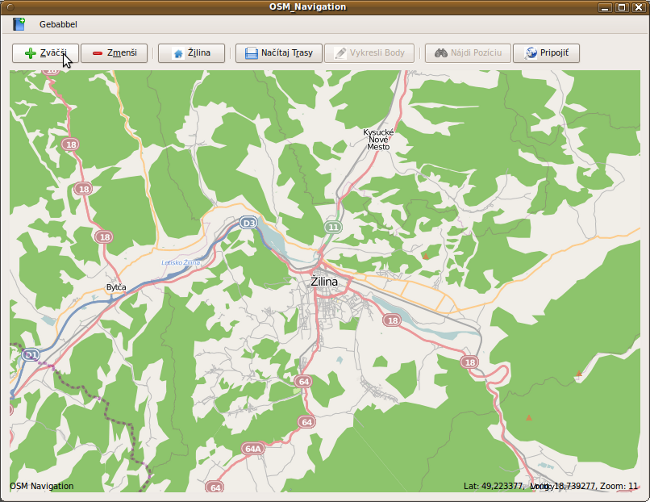 OSM_Navigation
Gebabbel
Zväčši
Zmenši
Žilina
Načítaj Trasy
Vykresli Body
Nájdi Pozíciu
Pripojiť
18
Kysucké
Nové
Mesto
18
18
D3
11
18
Letisko Žilina
Žilina
Bytča
18
D1
18
64
64
64A
64
OSM Navigation
Lat: 49,223377, Long: 18,739277, Zoom: 11